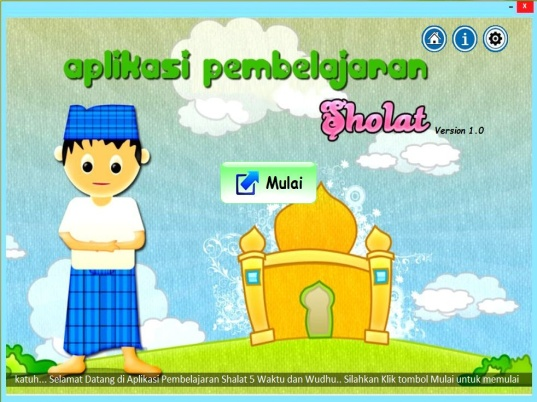 aplikasi pembelajaran
Sholat
Version 1.0
Mulai
katuh... Selamat Datang di Aplikasi Pembelajaran Shalat 5 Waktu dan Wudhu.. Silahkan Klik tombol Mulai untuk memulai